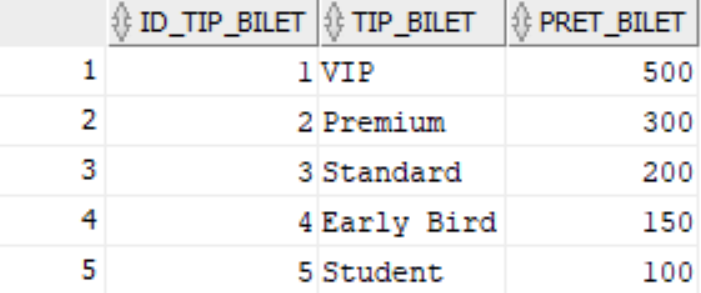 ID_TIP_BILET TIP_BILET PRET_BILET
1 1 VIP 500
2 2 Premium 300
3 3 Standard 200
4 4 Early Bird 150
5 5 Student 100